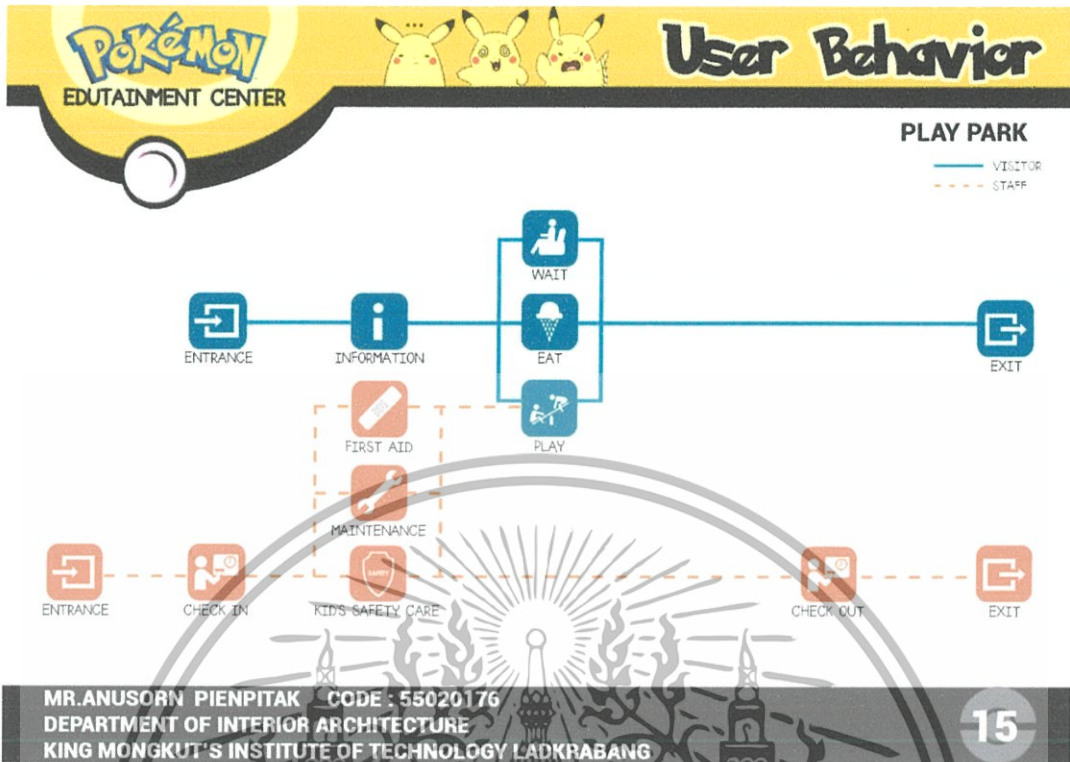 POKéMON
EDUTAINMENT CENTER
User Behavior
PLAY PARK
VISITOR
STAFF
WAIT
ENTRANCE
INFORMATION
EAT
EXIT
FIRST AID
PLAY
MAINTENANCE
SAFETY
ENTRANCE
CHECK IN
KID'S SAFETY CARE
CHECK OUT
EXIT
MR.ANUSORN PIENPITAK CODE : 55020176
DEPARTMENT OF INTERIOR ARCHITECTURE
KING MONGKUT'S INSTITUTE OF TECHNOLOGY LADKRABANG
15